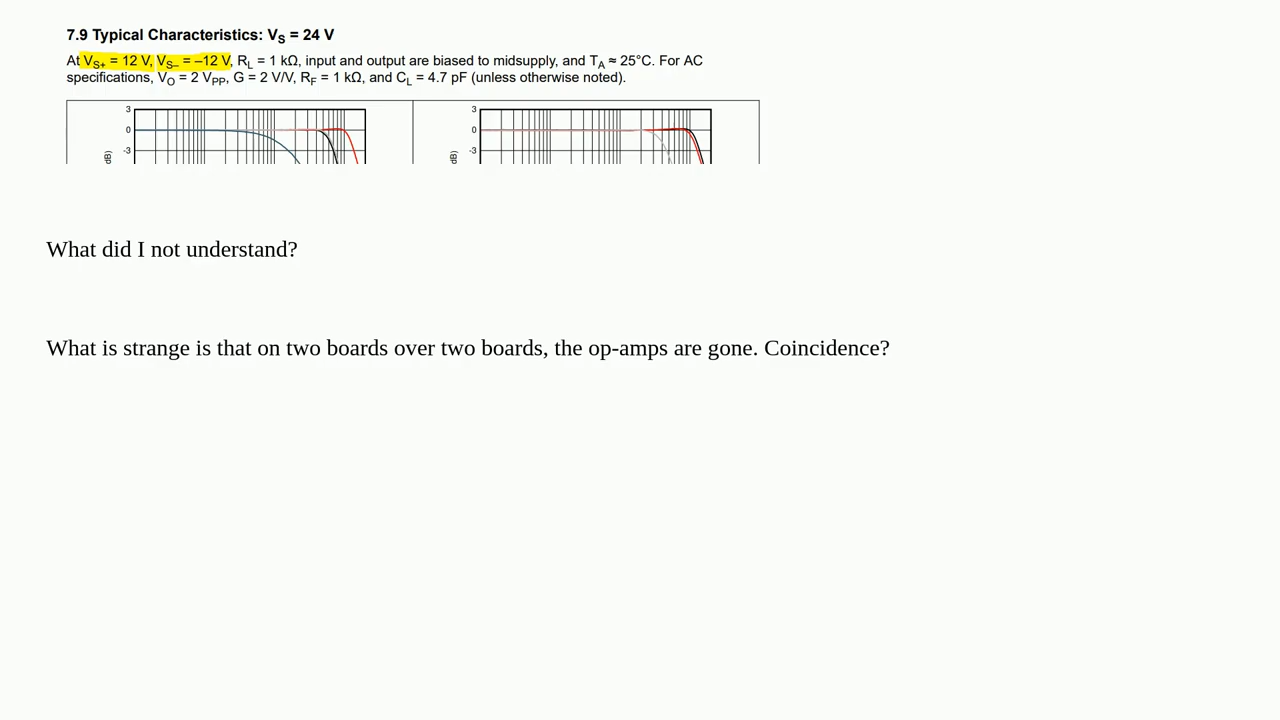 7.9 Typical Characteristics: VS = 24 V
At VS+ = 12 V, VS– = –12 V, RL = 1 kΩ, input and output are biased to midsupply, and TA ≈ 25°C. For AC
specifications, VO = 2 VPP, G = 2 V/V, RF = 1 kΩ, and CL = 4.7 pF (unless otherwise noted).
3
0
-3
dB)
3
0
-3
dB)
What did I not understand?
What is strange is that on two boards over two boards, the op-amps are gone. Coincidence?